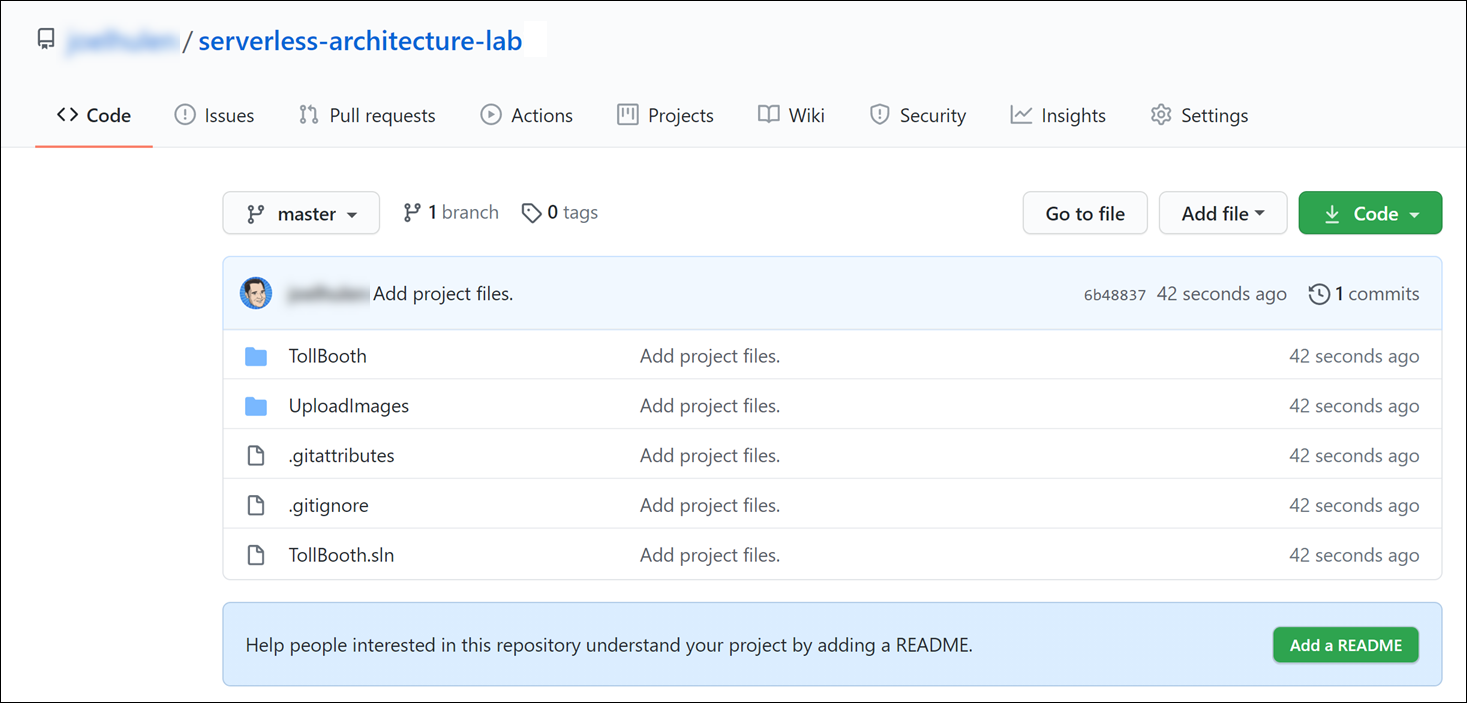 / serverless-architecture-lab
Code Issues Pull requests Actions Projects Wiki Security Insights Settings
master 1 branch 0 tags Go to file Add file Code
Add project files. 6b48837 42 seconds ago 1 commits
TollBooth Add project files. 42 seconds ago
UploadImages Add project files. 42 seconds ago
.gitattributes Add project files. 42 seconds ago
.gitignore Add project files. 42 seconds ago
TollBooth.sln Add project files. 42 seconds ago
Help people interested in this repository understand your project by adding a README. Add a README